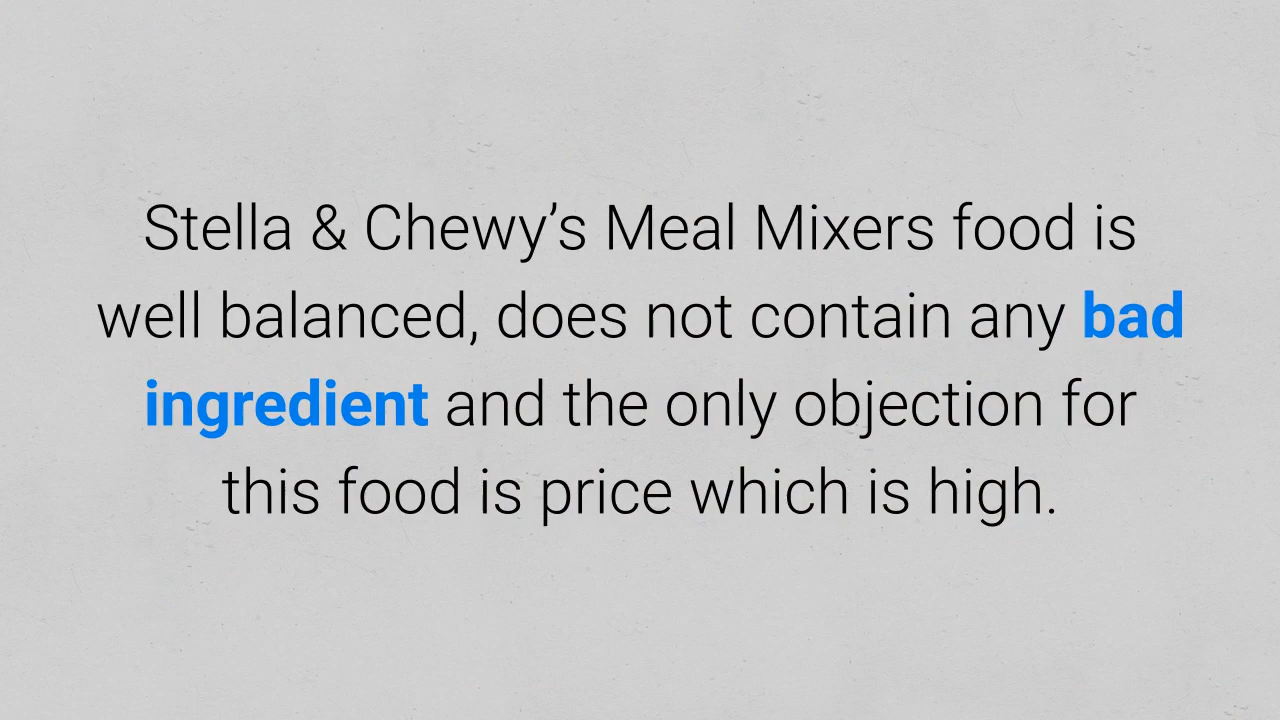 Stella & Chewy’s Meal Mixers food is
well balanced, does not contain any bad
ingredient and the only objection for
this food is price which is high.